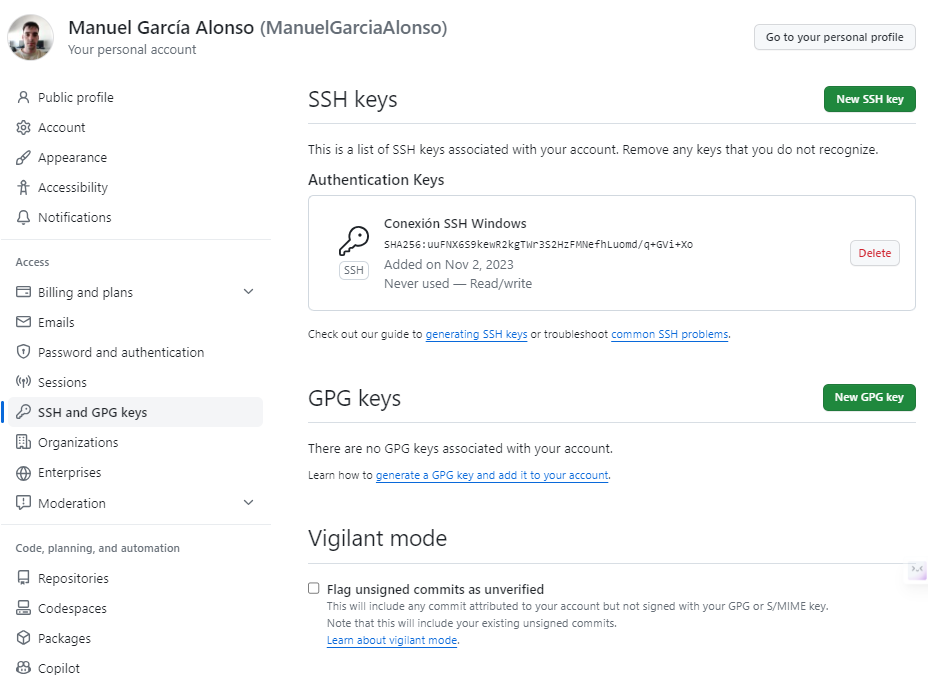 Manuel García Alonso (ManuelGarciaAlonso)
Your personal account
Go to your personal profile
Public profile
Account
Appearance
Accessibility
Notifications
Access
Billing and plans
Emails
Password and authentication
Sessions
SSH and GPG keys
Organizations
Enterprises
Moderation
Code, planning, and automation
Repositories
Codespaces
Packages
Copilot
SSH keys
New SSH key
This is a list of SSH keys associated with your account. Remove any keys that you do not recognize.
Authentication Keys
Conexión SSH Windows
SHA256:uuFNX6S9kewR2kgTWr3S2HzFMNefhLuomd/q+GVi+Xo
SSH
Added on Nov 2, 2023
Never used — Read/write
Delete
Check out our guide to generating SSH keys or troubleshoot common SSH problems.
GPG keys
New GPG key
There are no GPG keys associated with your account.
Learn how to generate a GPG key and add it to your account.
Vigilant mode
Flag unsigned commits as unverified
This will include any commit attributed to your account but not signed with your GPG or S/MIME key.
Note that this will include your existing unsigned commits.
Learn about vigilant mode.